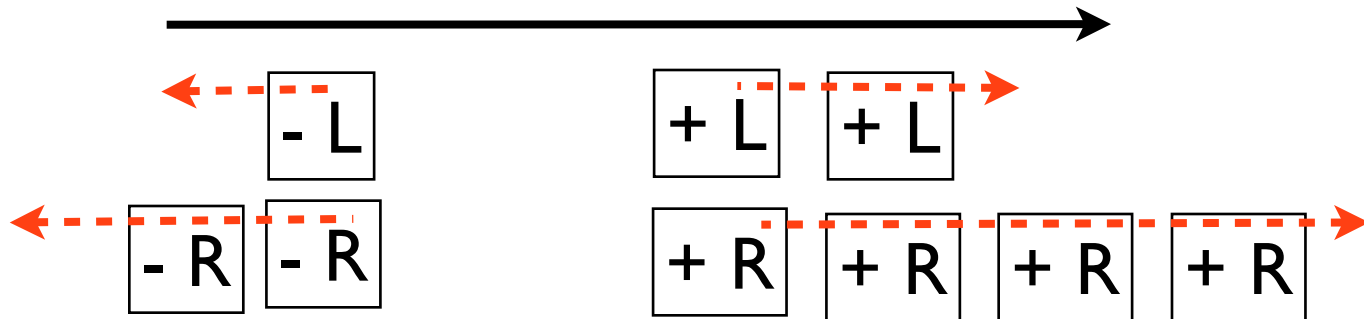 - L + L + L
- R - R + R + R + R + R